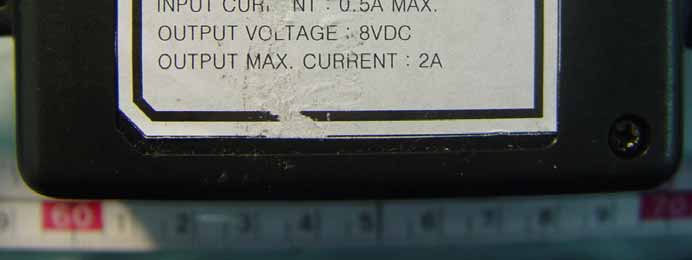 INPUT CURRENT : 0.5A MAX.
OUTPUT VOLTAGE : 8VDC
OUTPUT MAX. CURRENT : 2A
60 1 2 3 4 5 6 7 8 9 70